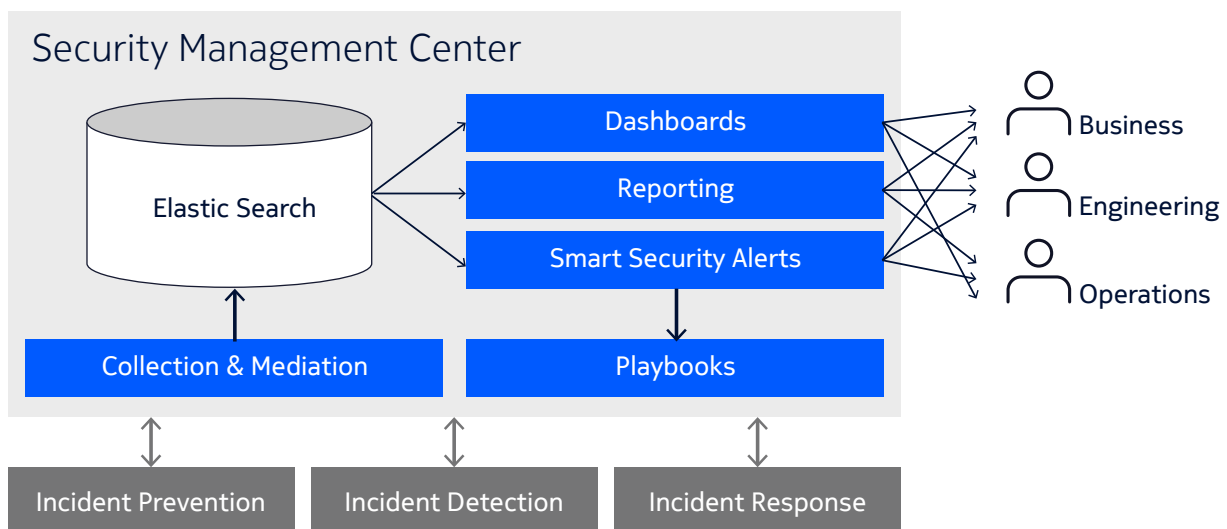 Security Management Center
Elastic Search
Dashboards
Reporting
Smart Security Alerts
Collection & Mediation
Playbooks
Business
Engineering
Operations
Incident Prevention
Incident Detection
Incident Response